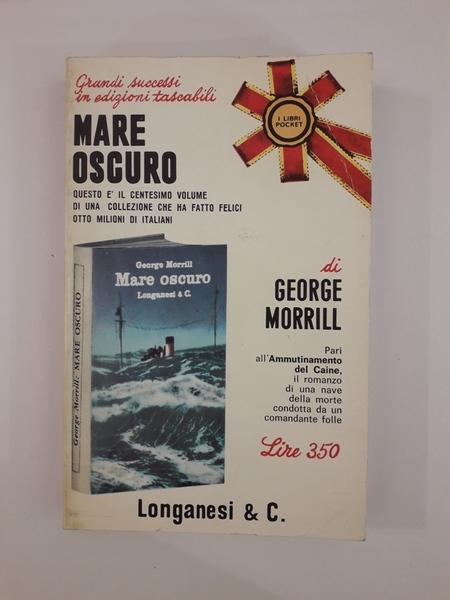 Grandi successi
in edizioni tascabili
I LIBRI
POCKET
MARE
OSCURO
QUESTO E' IL CENTESIMO VOLUME
DI UNA COLLEZIONE CHE HA FATTO FELICI
OTTO MILIONI DI ITALIANI
George Morrill
Mare oscuro
Longanesi & C.
George Morrill: MARE OSCURO
di
GEORGE
MORRILL
Pari
all'Ammutinamento
del Caine,
il romanzo
di una nave
della morte
condotta da un
comandante folle
Lire 350
Longanesi & C.